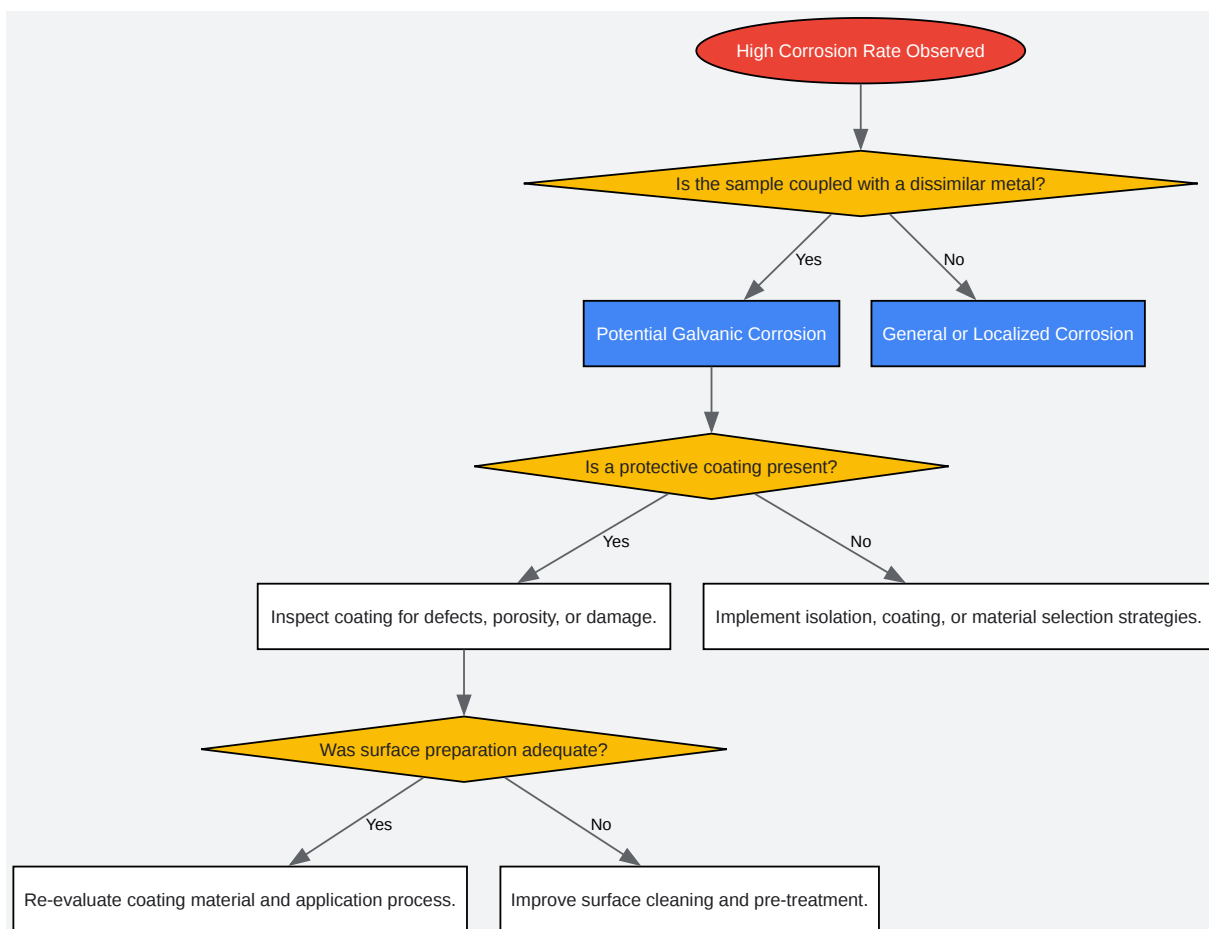 High Corrosion Rate Observed
Is the sample coupled with a dissimilar metal?
Yes
No
Potential Galvanic Corrosion
General or Localized Corrosion
Is a protective coating present?
Yes
No
Inspect coating for defects, porosity, or damage.
Implement isolation, coating, or material selection strategies.
Was surface preparation adequate?
Yes
No
Re-evaluate coating material and application process.
Improve surface cleaning and pre-treatment.